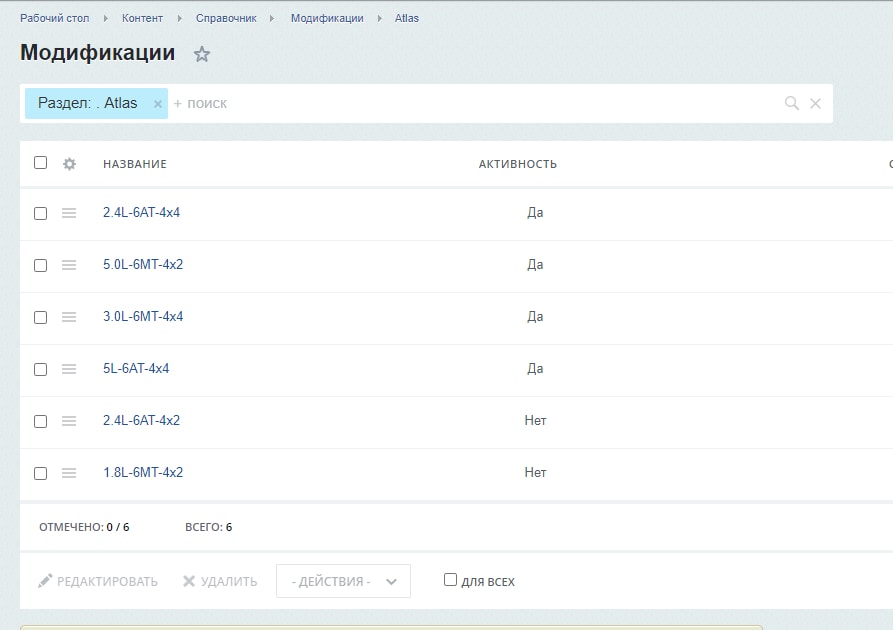 Рабочий стол Контент Справочник Модификации Atlas
Модификации
Раздел: . Atlas × + поиск
НАЗВАНИЕ АКТИВНОСТЬ
2.4L-6AT-4x4 Да
5.0L-6MT-4x2 Да
3.0L-6MT-4x4 Да
5L-6AT-4x4 Да
2.4L-6AT-4x2 Нет
1.8L-6MT-4x2 Нет
ОТМЕЧЕНО: 0 / 6 ВСЕГО: 6
РЕДАКТИРОВАТЬ УДАЛИТЬ - ДЕЙСТВИЯ - ДЛЯ ВСЕХ